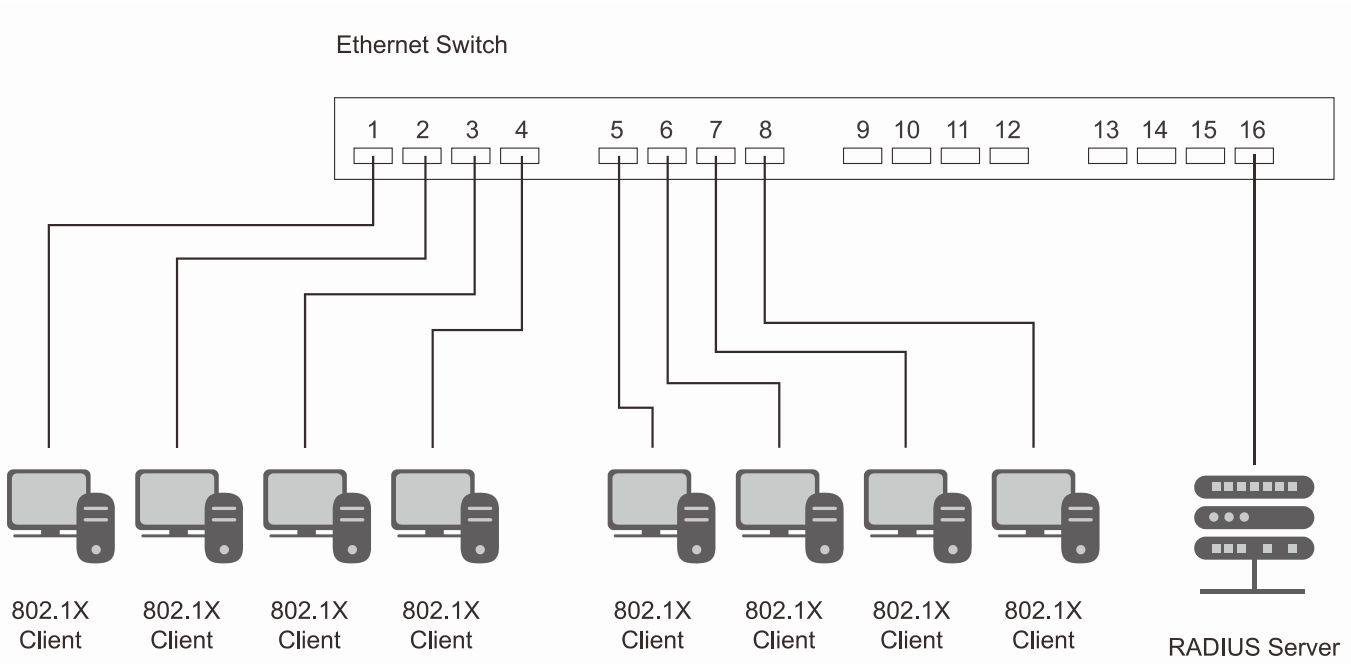 Ethernet Switch
1 2 3 4 5 6 7 8 9 10 11 12 13 14 15 16
802.1X 802.1X 802.1X 802.1X 802.1X 802.1X 802.1X 802.1X
Client Client Client Client Client Client Client Client
RADIUS Server